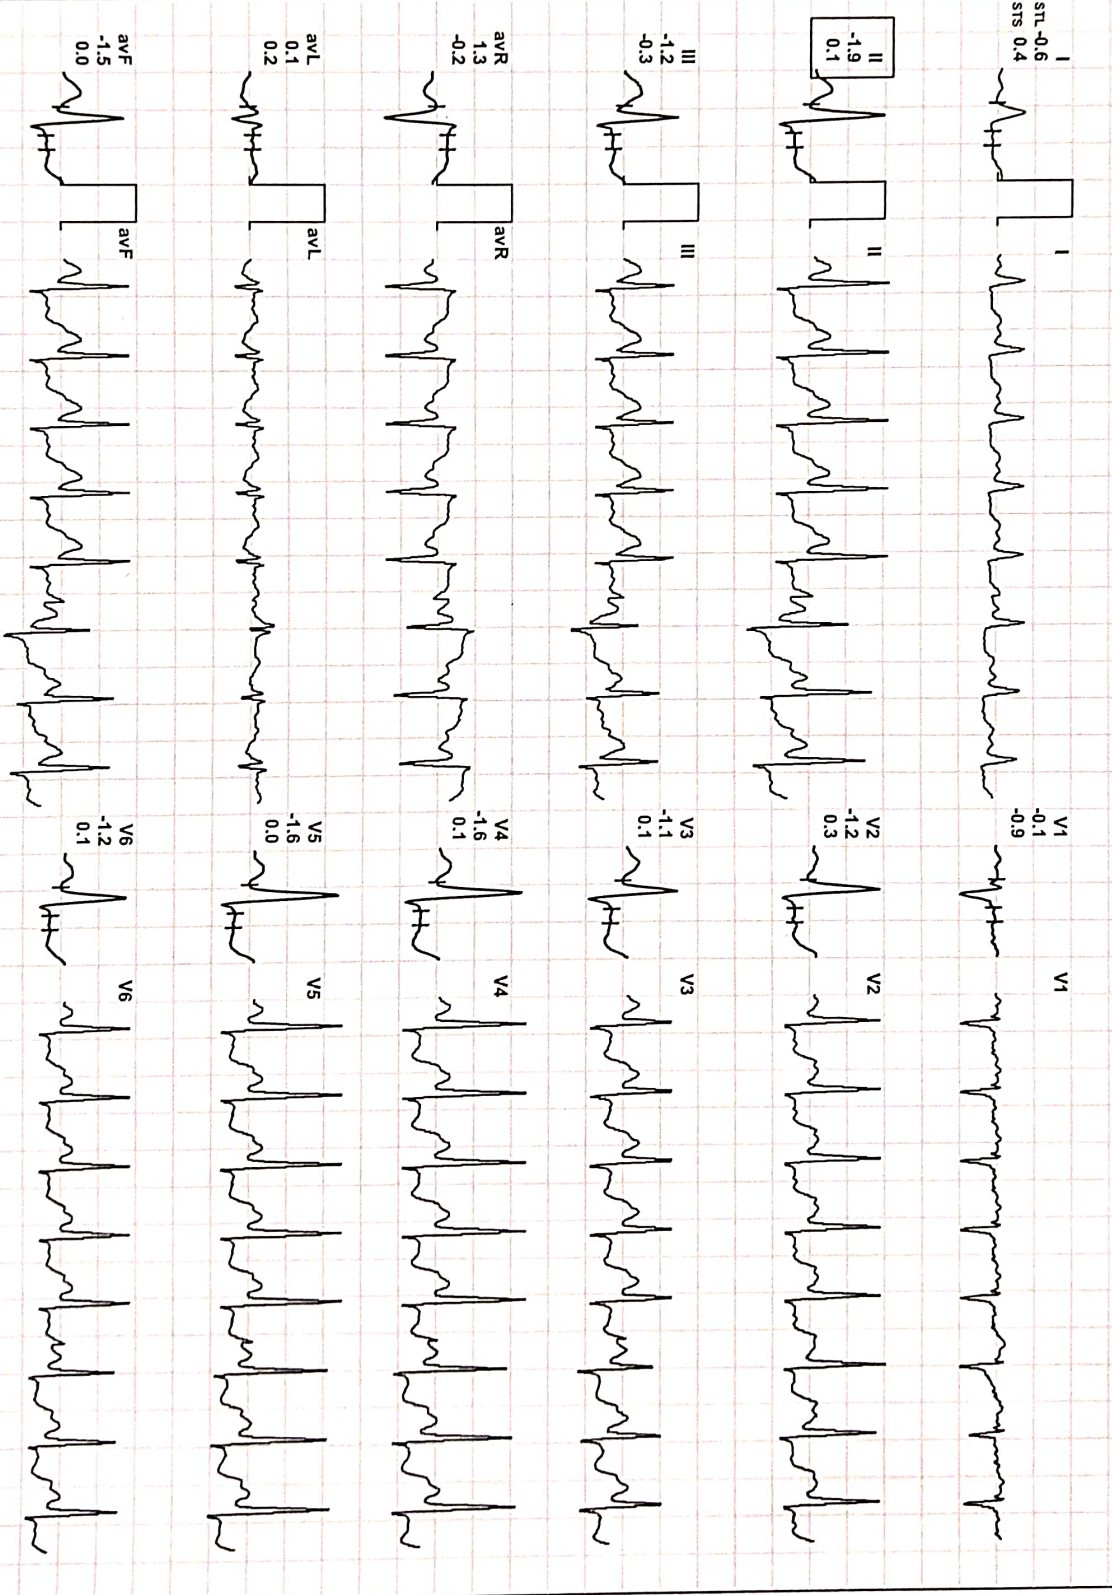 I
STL -0.6
STS 0.4
I
II
-1.9
0.1
II
III
-1.2
-0.3
III
avR
1.3
-0.2
avR
avL
0.1
0.2
avL
avF
-1.5
0.0
avF
V1
-0.1
-0.9
V1
V2
-1.2
0.3
V2
V3
-1.1
0.1
V3
V4
-1.6
0.1
V4
V5
-1.6
0.0
V5
V6
-1.2
0.1
V6